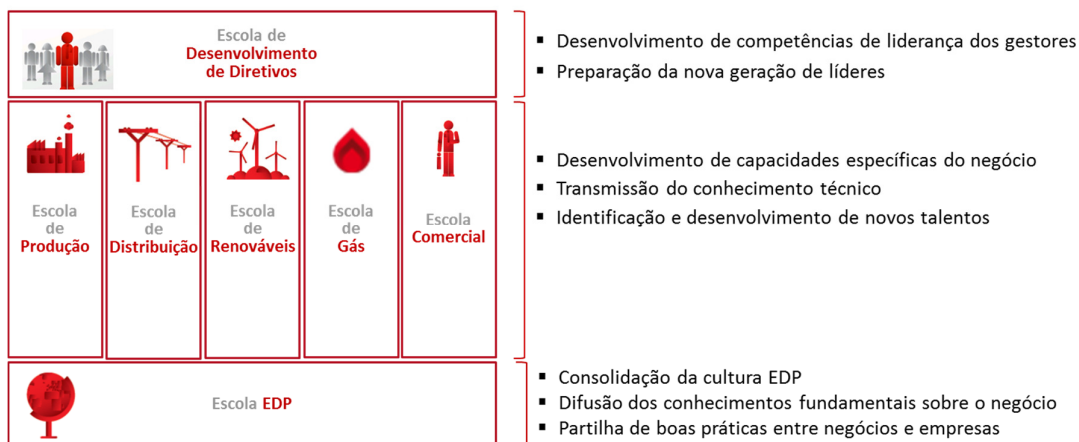 Escola de
Desenvolvimento
de Diretivos
▪ Desenvolvimento de competências de liderança dos gestores
▪ Preparação da nova geração de líderes
Escola
de
Produção
Escola
de
Distribuição
Escola
de
Renováveis
Escola
de
Gás
Escola
Comercial
▪ Desenvolvimento de capacidades específicas do negócio
▪ Transmissão do conhecimento técnico
▪ Identificação e desenvolvimento de novos talentos
Escola EDP
▪ Consolidação da cultura EDP
▪ Difusão dos conhecimentos fundamentais sobre o negócio
▪ Partilha de boas práticas entre negócios e empresas